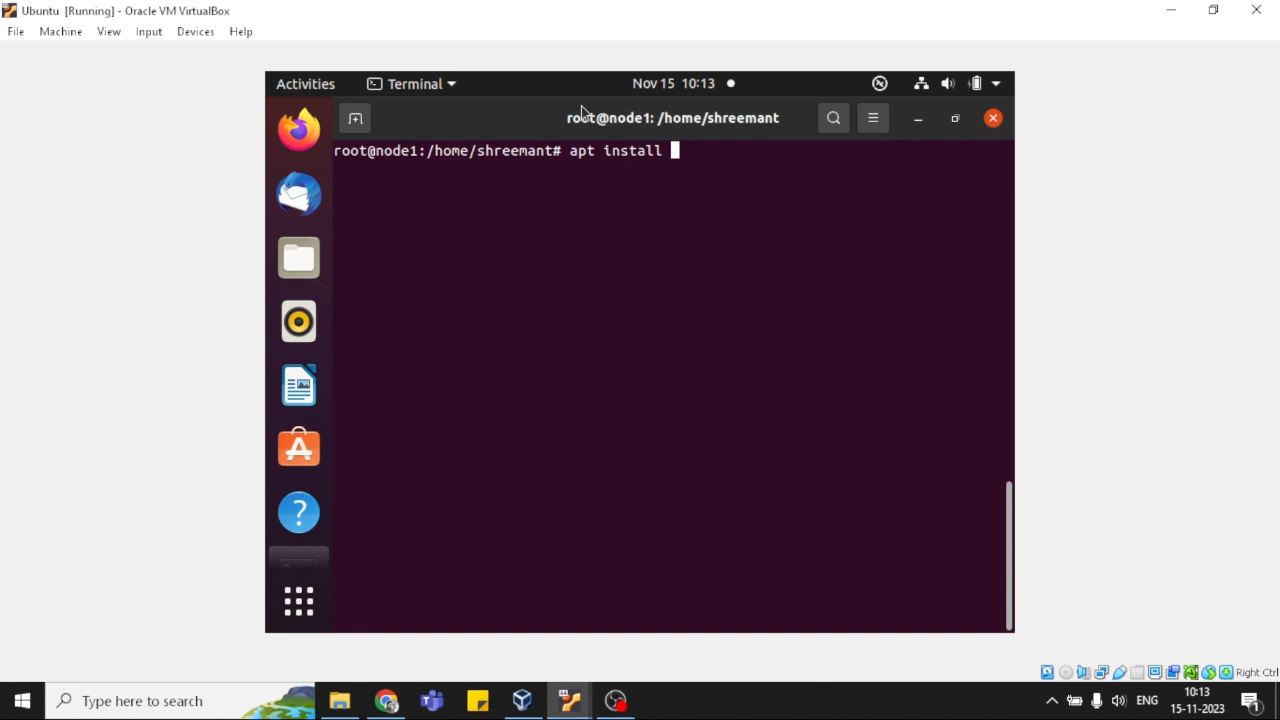 Ubuntu [Running] - Oracle VM VirtualBox
File Machine View Input Devices Help
Activities Terminal Nov 15 10:13
root@node1: /home/shreemant
root@node1:/home/shreemant# apt install
Right Ctrl
Type here to search ENG 10:13
15-11-2023 1